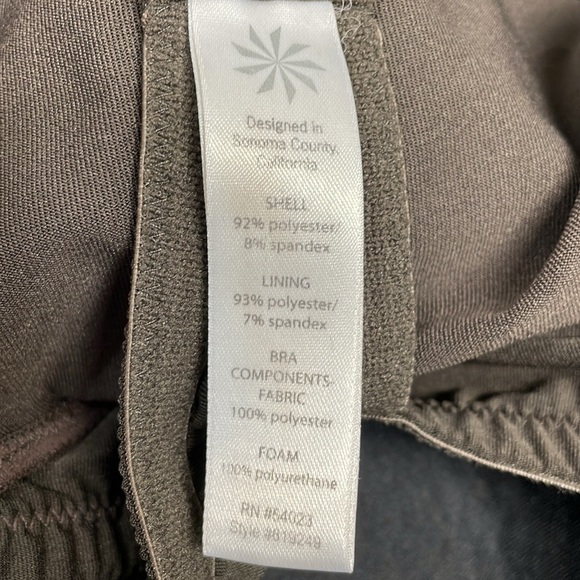 Designed in
Sonoma County,
California
SHELL
92% polyester/
8% spandex
LINING
93% polyester/
7% spandex
BRA
COMPONENTS-
FABRIC
100% polyester
FOAM
100% polyurethane
RN #54023
Style #819249